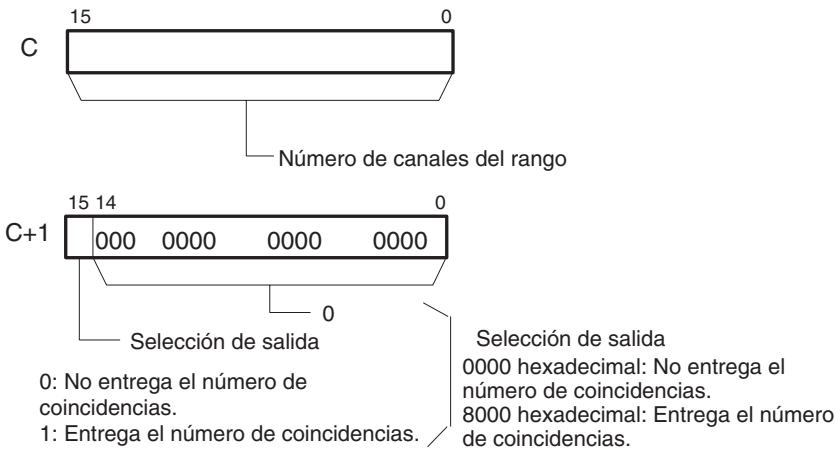 15 0
C
Número de canales del rango
15 14 0
C+1 000 0000 0000 0000
0
Selección de salida
0: No entrega el número de
coincidencias.
1: Entrega el número de coincidencias.
Selección de salida
0000 hexadecimal: No entrega el
número de coincidencias.
8000 hexadecimal: Entrega el número
de coincidencias.